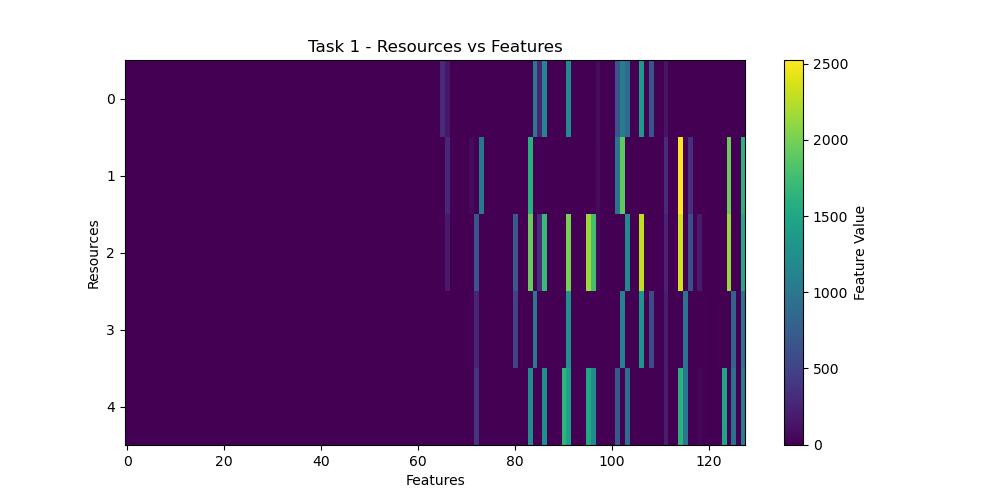 Task 1 - Resources vs Features
0
1
2
3
4
Resources
0 20 40 60 80 100 120
Features
2500
2000
1500
1000
500
0
Feature Value